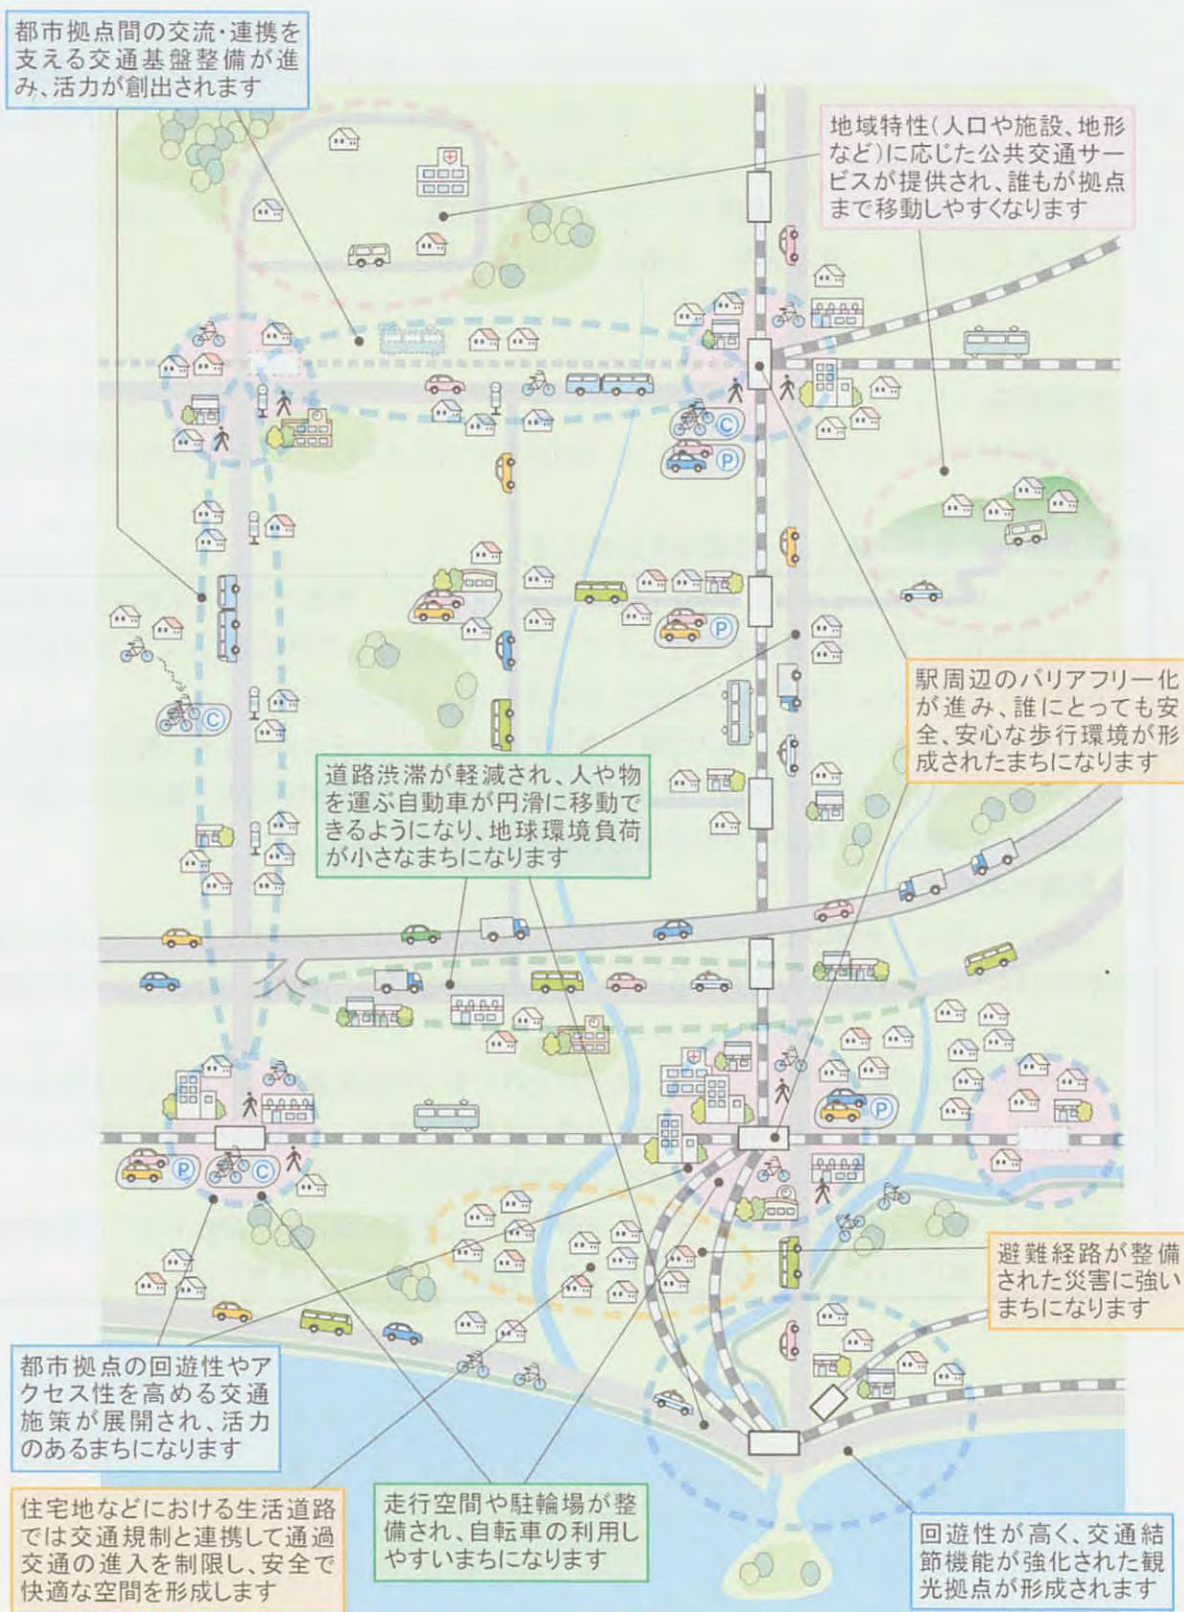 都市拠点間の交流・連携を
支える交通基盤整備が進
み、活力が創出されます
地域特性(人口や施設、地形
など)に応じた公共交通サー
ビスが提供され、誰もが拠点
まで移動しやすくなります
C
P
P
C
駅周辺のバリアフリー化
が進み、誰にとっても安
全、安心な歩行環境が形
成されたまちになります
道路渋滞が軽減され、人や物
を運ぶ自動車が円滑に移動で
きるようになり、地球環境負荷
が小さなまちになります
P
P
C
避難経路が整備
された災害に強い
まちになります
都市拠点の回遊性やア
クセス性を高める交通
施策が展開され、活力
のあるまちになります
住宅地などにおける生活道路
では交通規制と連携して通過
交通の進入を制限し、安全で
快適な空間を形成します
走行空間や駐輪場が整
備され、自転車の利用し
やすいまちになります
回遊性が高く、交通結
節機能が強化された観
光拠点が形成されます